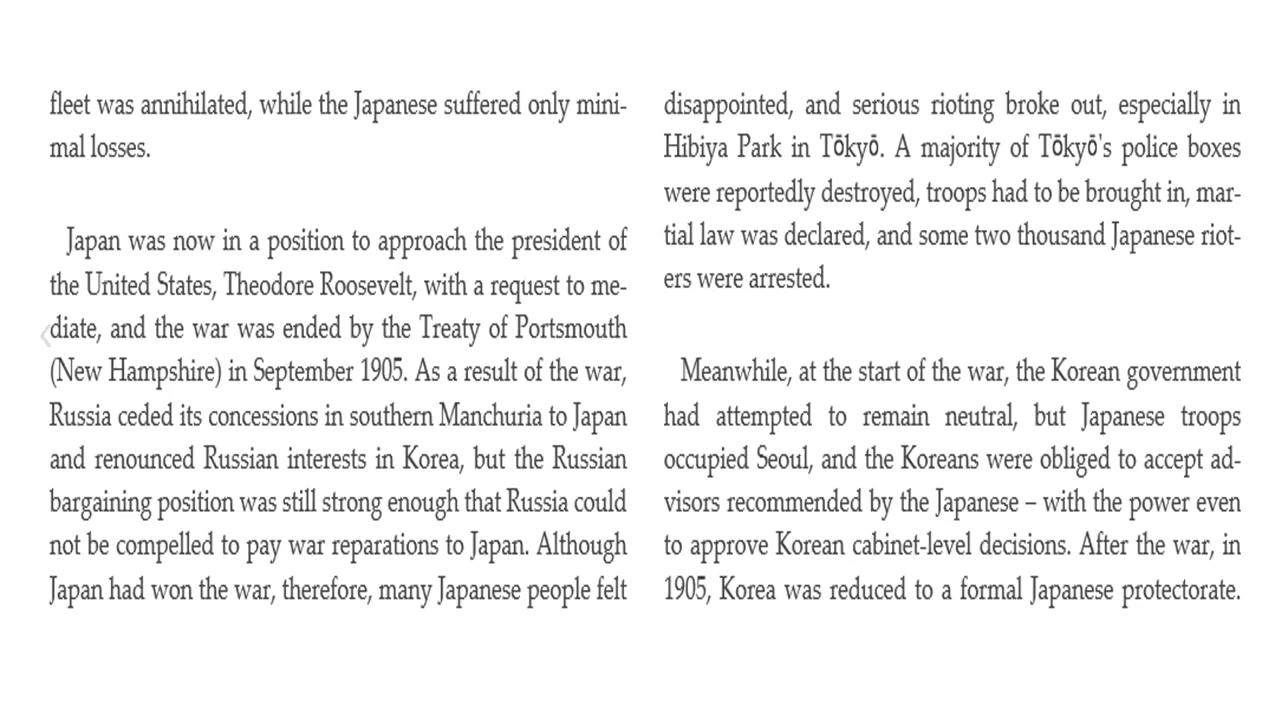 fleet was annihilated, while the Japanese suffered only mini-
mal losses.
Japan was now in a position to approach the president of
the United States, Theodore Roosevelt, with a request to me-
diate, and the war was ended by the Treaty of Portsmouth
(New Hampshire) in September 1905. As a result of the war,
Russia ceded its concessions in southern Manchuria to Japan
and renounced Russian interests in Korea, but the Russian
bargaining position was still strong enough that Russia could
not be compelled to pay war reparations to Japan. Although
Japan had won the war, therefore, many Japanese people felt
disappointed, and serious rioting broke out, especially in
Hibiya Park in Tōkyō. A majority of Tōkyō's police boxes
were reportedly destroyed, troops had to be brought in, mar-
tial law was declared, and some two thousand Japanese riot-
ers were arrested.
Meanwhile, at the start of the war, the Korean government
had attempted to remain neutral, but Japanese troops
occupied Seoul, and the Koreans were obliged to accept ad-
visors recommended by the Japanese – with the power even
to approve Korean cabinet-level decisions. After the war, in
1905, Korea was reduced to a formal Japanese protectorate.